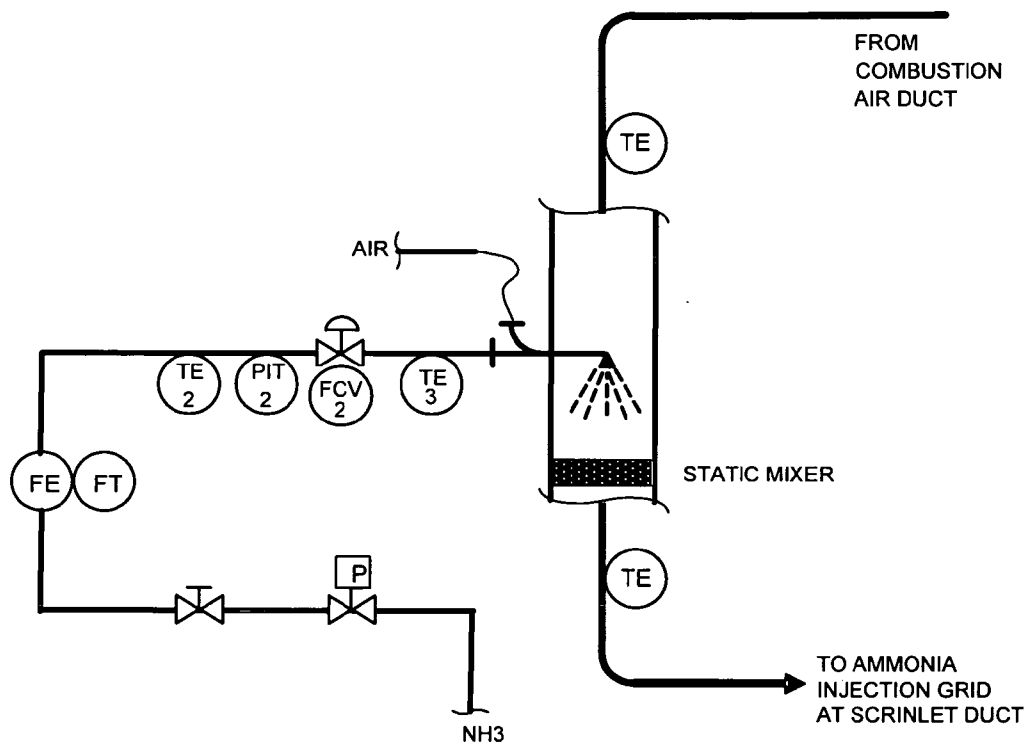 FROM
COMBUSTION
AIR DUCT
TE
AIR
TE
2
PIT
2
FCV
2
TE
3
FE
FT
STATIC MIXER
P
TE
TO AMMONIA
INJECTION GRID
AT SCRINLET DUCT
NH3